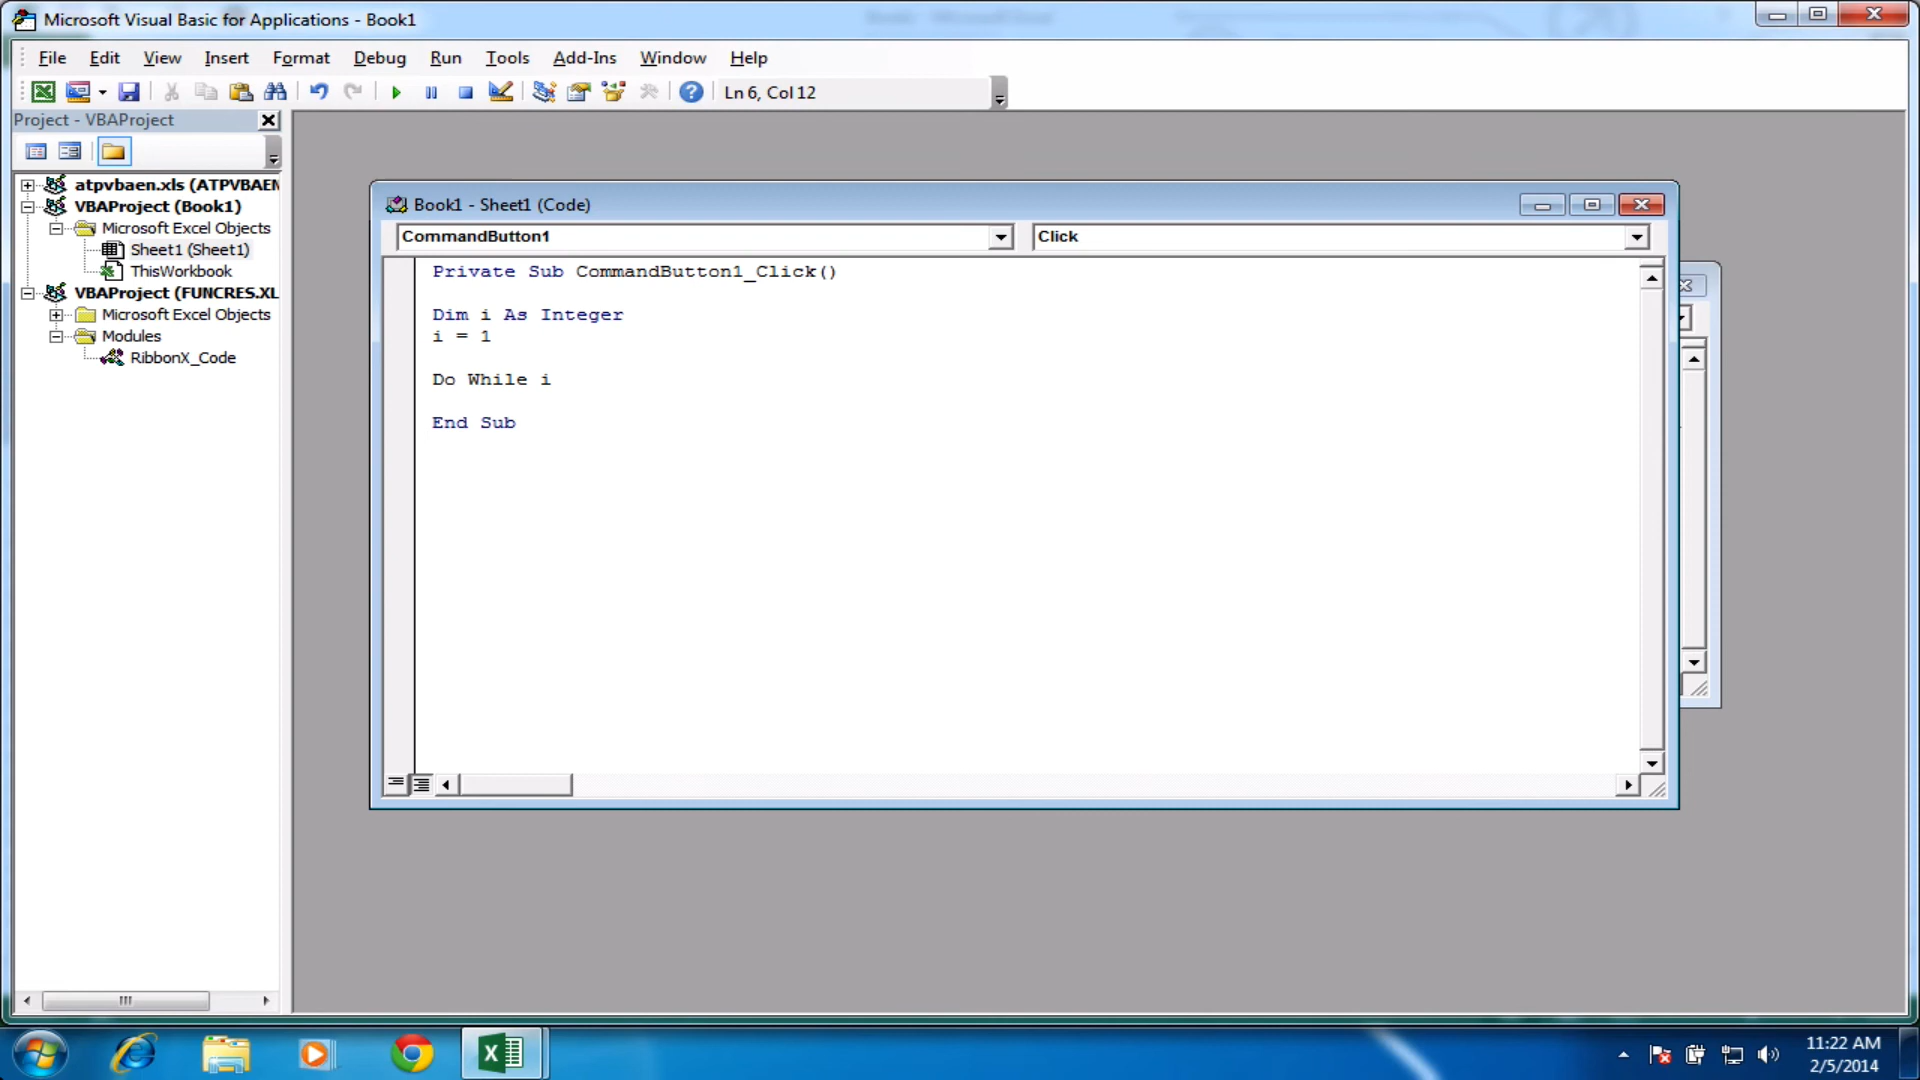 Microsoft Visual Basic for Applications - Book1
File Edit View Insert Format Debug Run Tools Add-Ins Window Help
Ln 6, Col 12
Project - VBAProject
atpvbaen.xls (ATPVBAEN
VBAProject (Book1)
Microsoft Excel Objects
Sheet1 (Sheet1)
ThisWorkbook
VBAProject (FUNCRES.XL
Microsoft Excel Objects
Modules
RibbonX_Code
Book1 - Sheet1 (Code)
CommandButton1 Click
Private Sub CommandButton1_Click()
Dim i As Integer
i = 1
Do While i
End Sub
11:22 AM
2/5/2014